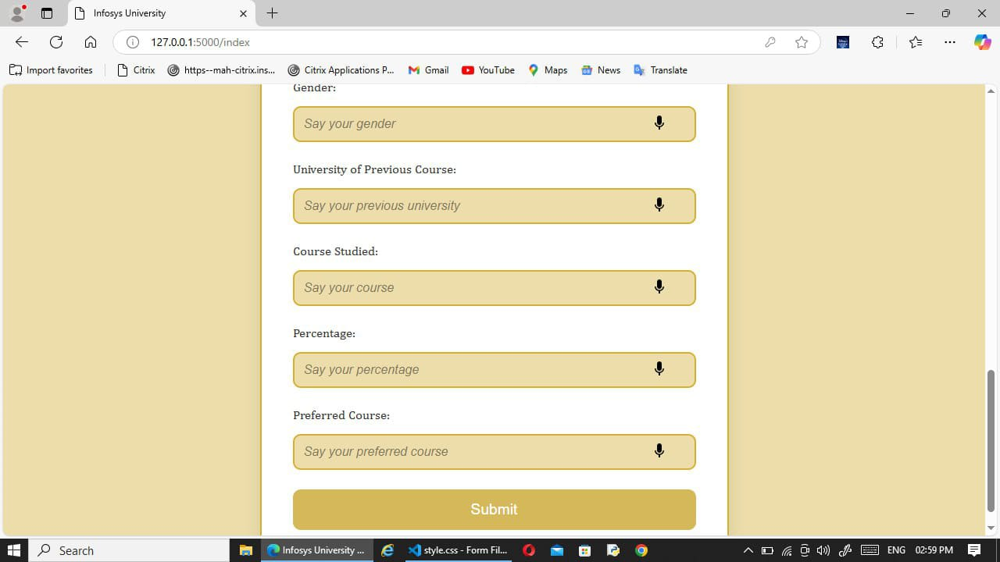 Infosys University
127.0.0.1:5000/index
Import favorites
Citrix
https--mah-citrix.ins...
Citrix Applications P...
Gmail
YouTube
Maps
News
Translate
Gender:
Say your gender
University of Previous Course:
Say your previous university
Course Studied:
Say your course
Percentage:
Say your percentage
Preferred Course:
Say your preferred course
Submit
Search
Infosys University ...
style.css - Form Fil...
ENG
02:59 PM